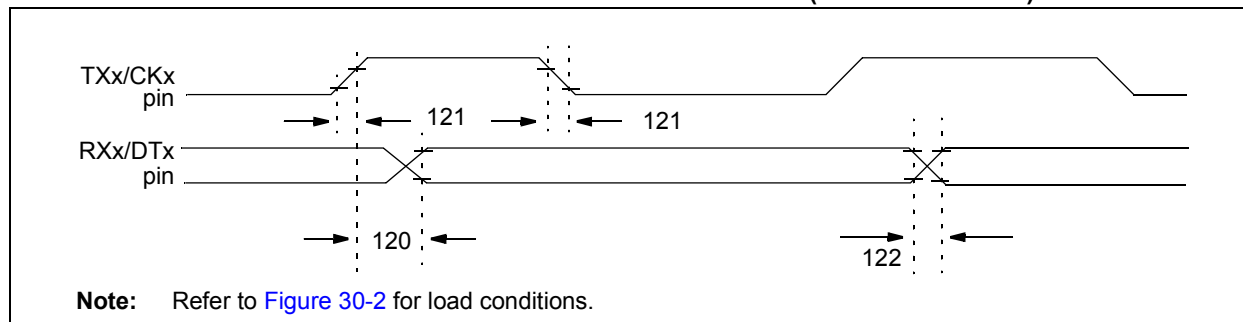 TXx/CKx
pin
121
121
RXx/DTx
pin
120
122
Note: Refer to Figure 30-2 for load conditions.